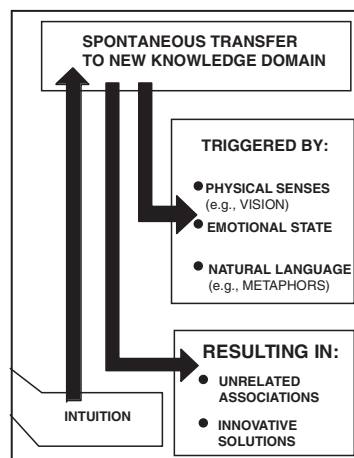 SPONTANEOUS TRANSFER
TO NEW KNOWLEDGE DOMAIN
TRIGGERED BY:
● PHYSICAL SENSES
(e.g., VISION)
● EMOTIONAL STATE
● NATURAL LANGUAGE
(e.g., METAPHORS)
RESULTING IN:
● UNRELATED
ASSOCIATIONS
● INNOVATIVE
SOLUTIONS
INTUITION